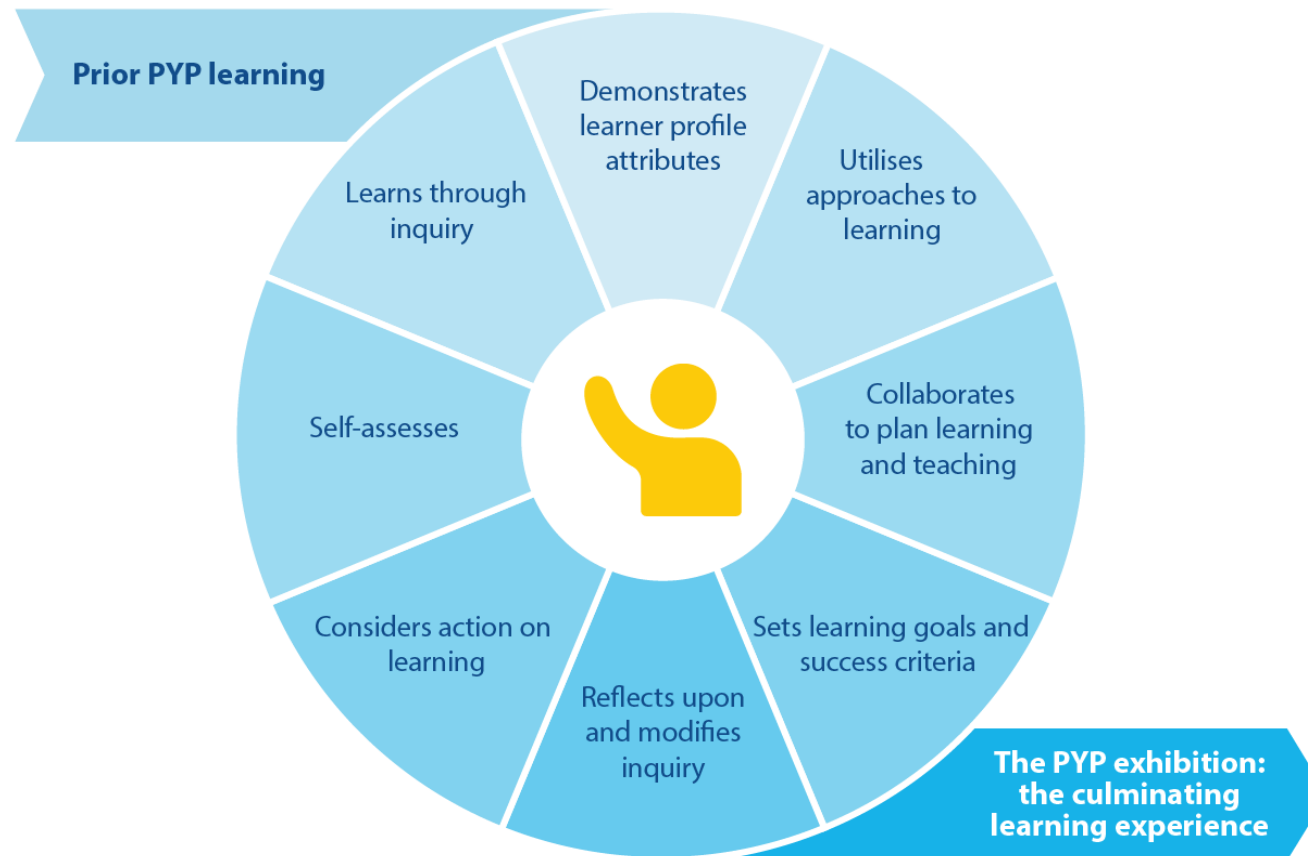 Prior PYP learning
Demonstrates
learner profile
attributes
Utilises
approaches to
learning
Collaborates
to plan learning
and teaching
Sets learning goals and
success criteria
Reflects upon
and modifies
inquiry
Considers action on
learning
Self-assesses
Learns through
inquiry
The PYP exhibition:
the culminating
learning experience